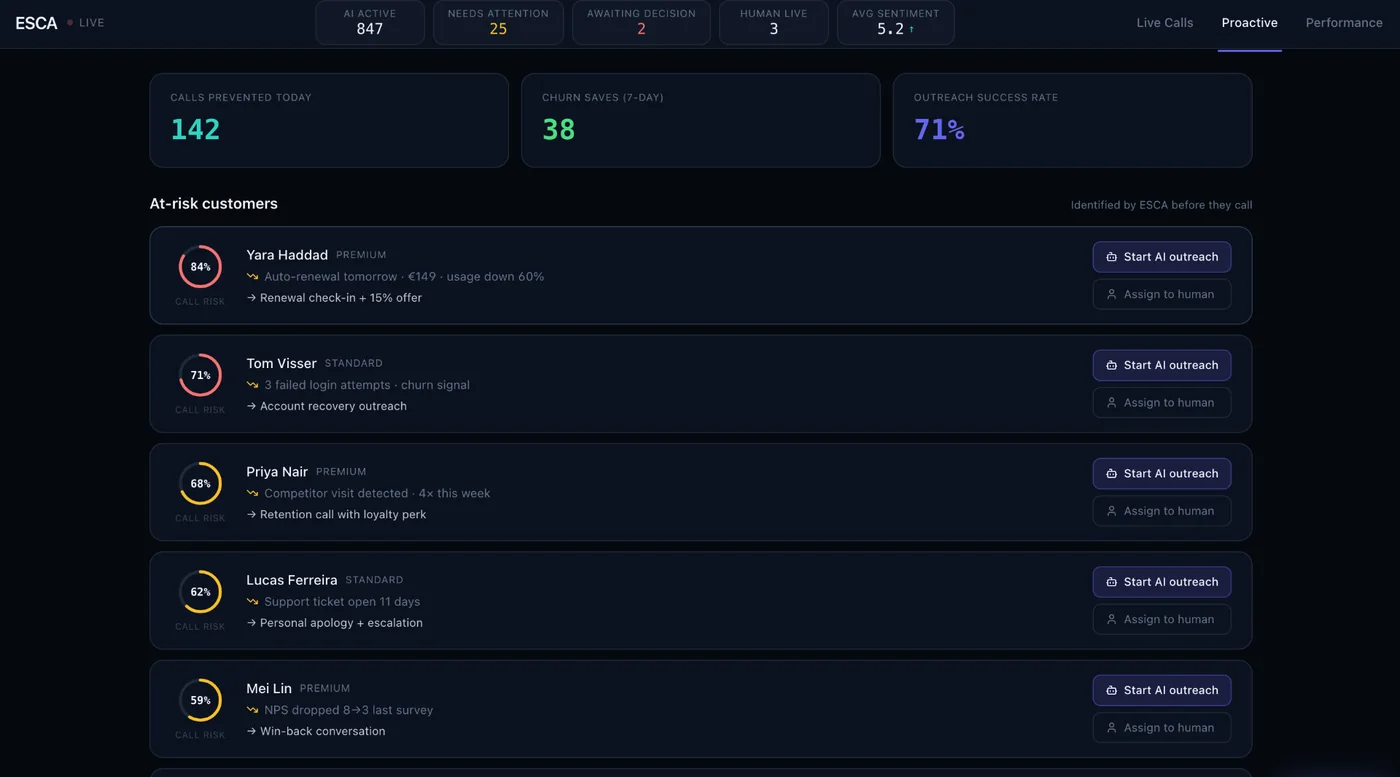 ESCA LIVE
AI ACTIVE
847
NEEDS ATTENTION
25
AWAITING DECISION
2
HUMAN LIVE
3
AVG SENTIMENT
5.2 ↑
Live Calls
Proactive
Performance
CALLS PREVENTED TODAY
142
CHURN SAVES (7-DAY)
38
OUTREACH SUCCESS RATE
71%
At-risk customers
Identified by ESCA before they call
84%
CALL RISK
Yara Haddad PREMIUM
Auto-renewal tomorrow · €149 · usage down 60%
→ Renewal check-in + 15% offer
Start AI outreach
Assign to human
71%
CALL RISK
Tom Visser STANDARD
3 failed login attempts · churn signal
→ Account recovery outreach
Start AI outreach
Assign to human
68%
CALL RISK
Priya Nair PREMIUM
Competitor visit detected · 4× this week
→ Retention call with loyalty perk
Start AI outreach
Assign to human
62%
CALL RISK
Lucas Ferreira STANDARD
Support ticket open 11 days
→ Personal apology + escalation
Start AI outreach
Assign to human
59%
CALL RISK
Mei Lin PREMIUM
NPS dropped 8→3 last survey
→ Win-back conversation
Start AI outreach
Assign to human